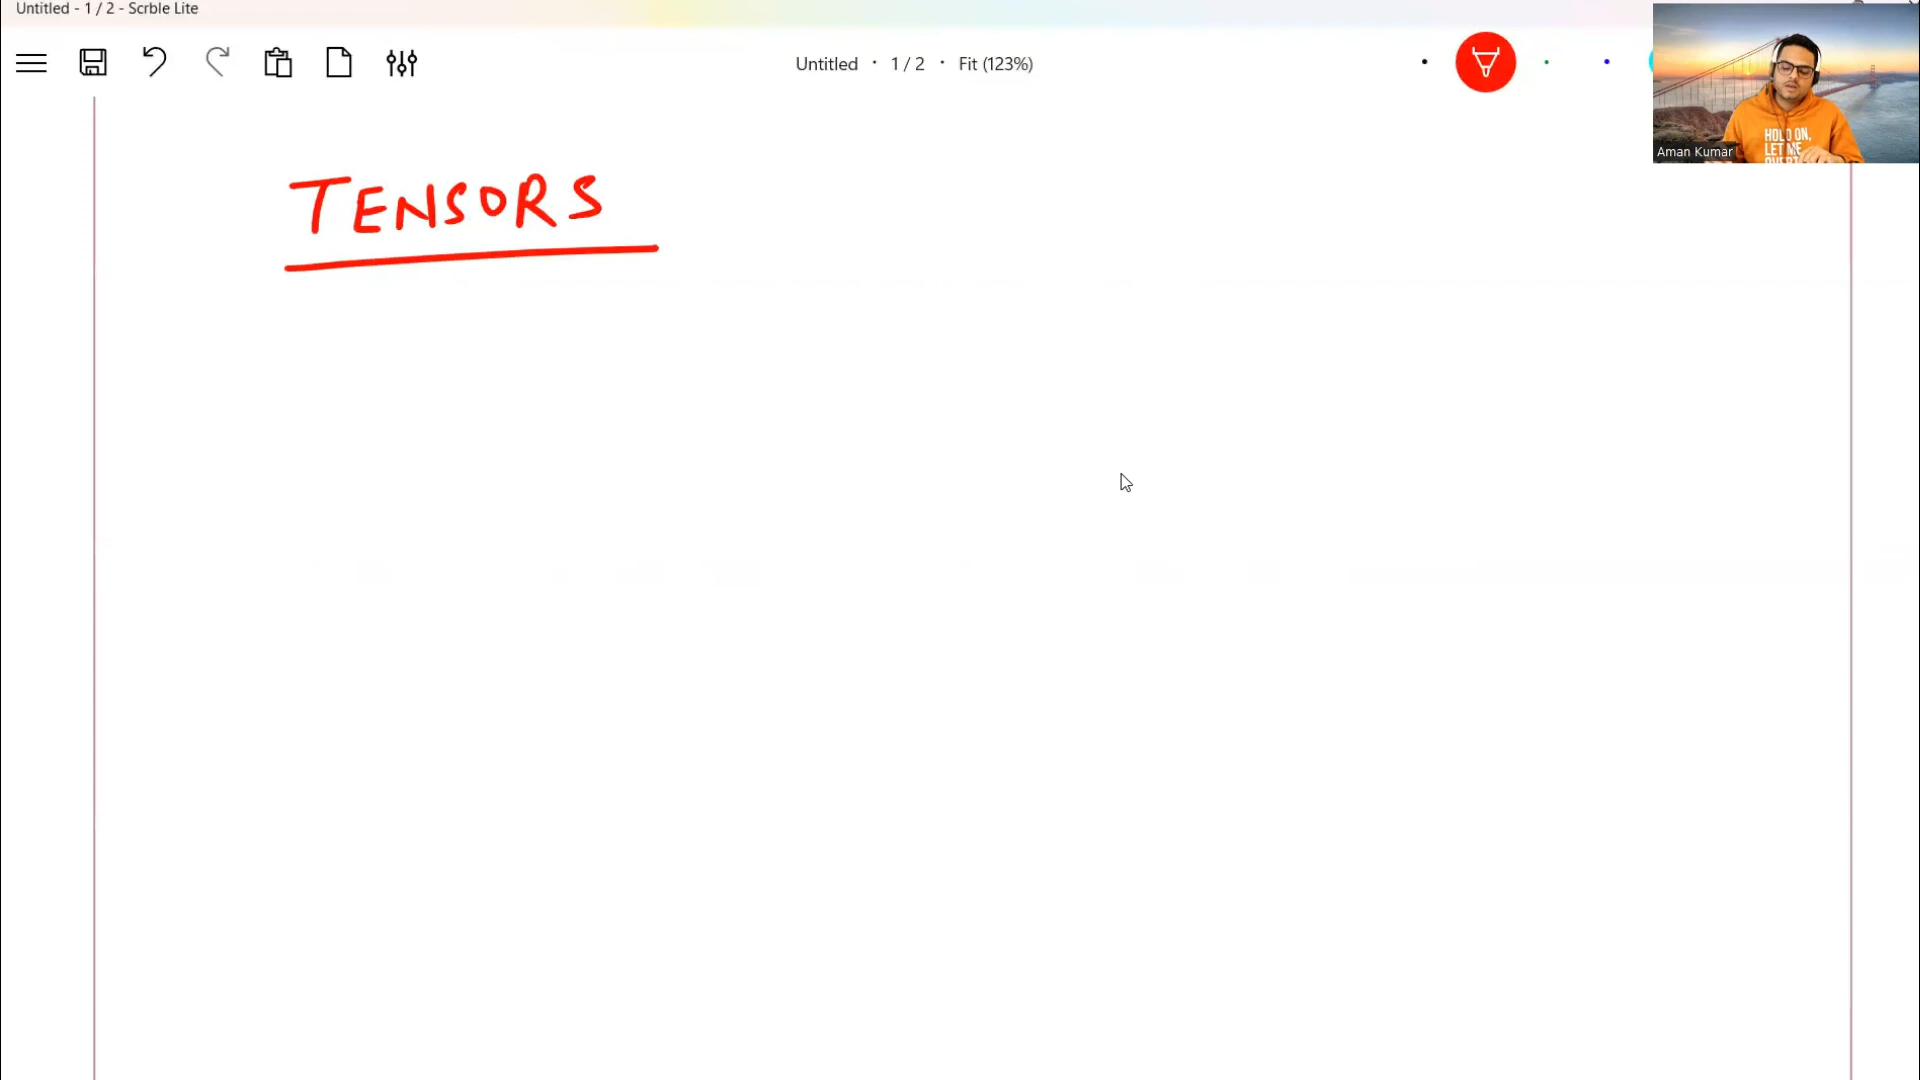 Untitled - 1 / 2 - Scrble Lite
Untitled • 1 / 2 • Fit (123%)
HOLD ON,
LET ME
Aman Kumar
TENSORS